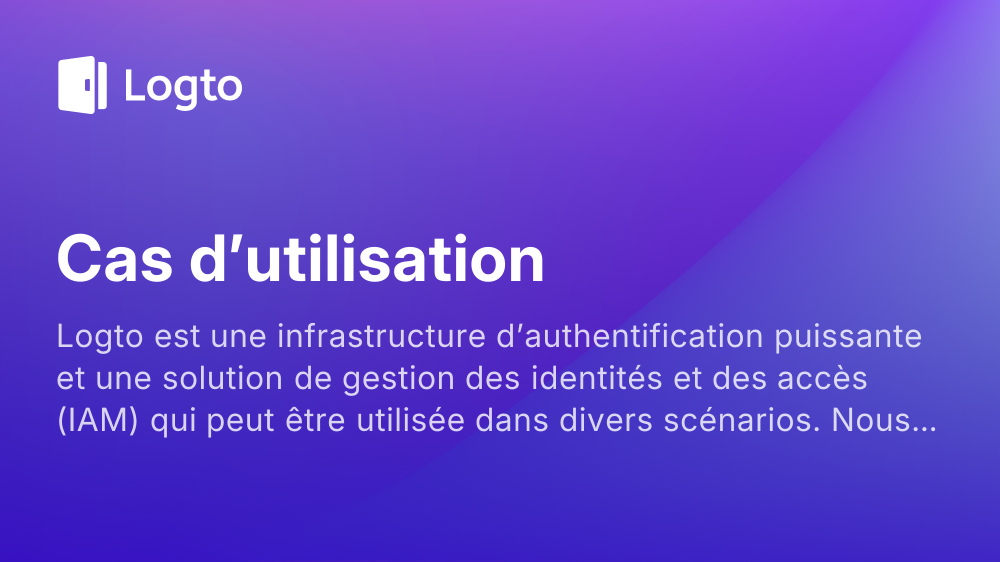 Logto
Cas d’utilisation
Logto est une infrastructure d’authentification puissante
et une solution de gestion des identités et des accès
(IAM) qui peut être utilisée dans divers scénarios. Nous...